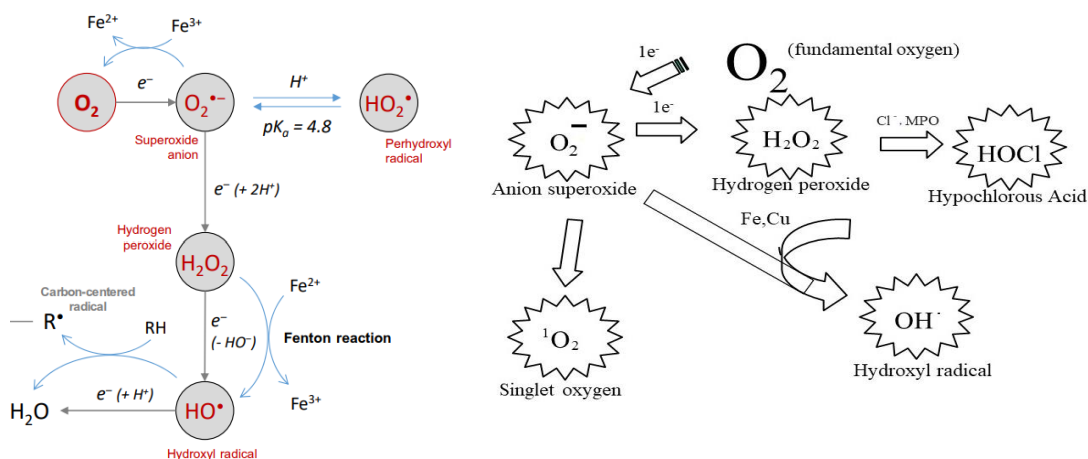 Fe²⁺ Fe³⁺
O₂
e⁻
O₂•⁻
H⁺
pKₐ = 4.8
HO₂•
Superoxide
anion
Perhydroxyl
radical
e⁻ (+ 2H⁺)
Hydrogen
peroxide
H₂O₂
Carbon-centered
radical
R•
RH
e⁻
(- HO⁻)
Fe²⁺
Fenton reaction
Fe³⁺
H₂O
e⁻ (+ H⁺)
HO•
Hydroxyl radical
1e⁻
O₂ (fundamental oxygen)
1e⁻
O₂⁻
Anion superoxide
H₂O₂
Hydrogen peroxide
Cl⁻, MPO
HOCl
Hypochlorous Acid
Fe,Cu
¹O₂
Singlet oxygen
OH·
Hydroxyl radical